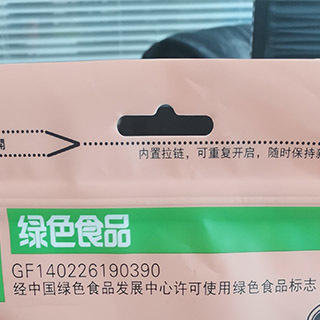 開
内置拉链，可重复开启，随时保持新
绿色食品
GF140226190390
经中国绿色食品发展中心许可使用绿色食品标志